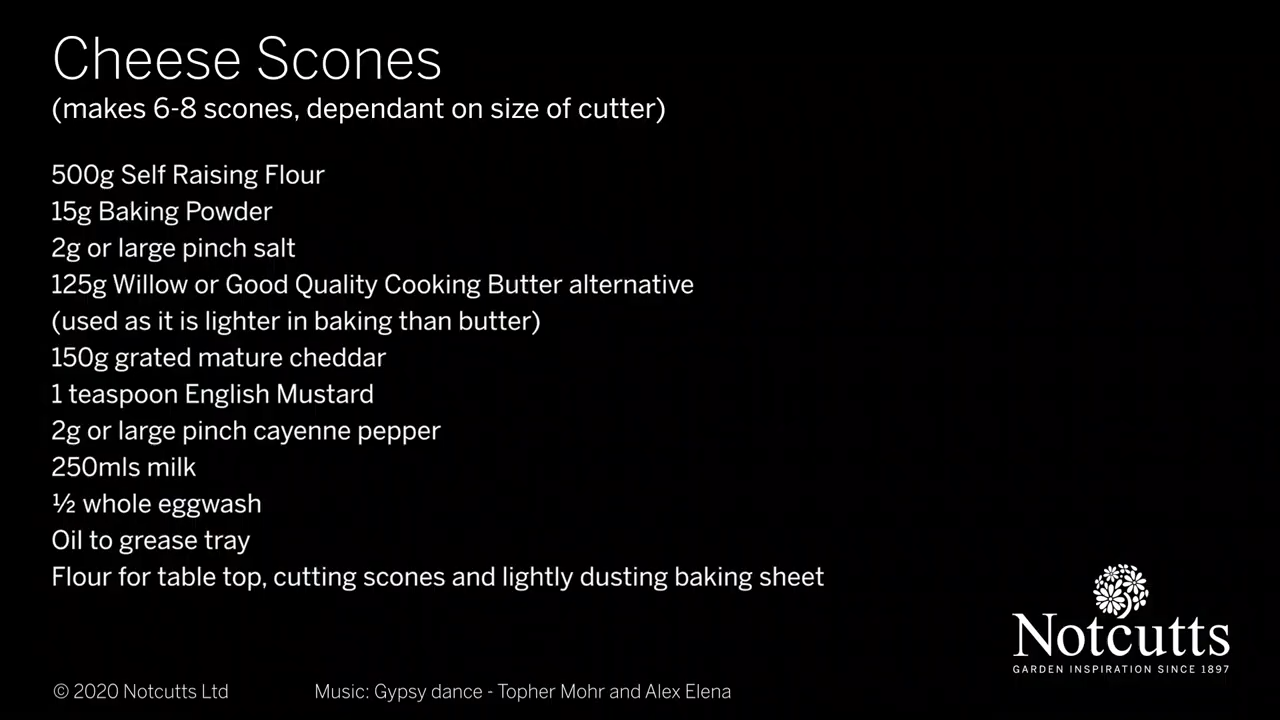 Cheese Scones
(makes 6-8 scones, dependant on size of cutter)
500g Self Raising Flour
15g Baking Powder
2g or large pinch salt
125g Willow or Good Quality Cooking Butter alternative
(used as it is lighter in baking than butter)
150g grated mature cheddar
1 teaspoon English Mustard
2g or large pinch cayenne pepper
250mls milk
½ whole eggwash
Oil to grease tray
Flour for table top, cutting scones and lightly dusting baking sheet
Notcutts
GARDEN INSPIRATION SINCE 1897
© 2020 Notcutts Ltd Music: Gypsy dance - Topher Mohr and Alex Elena